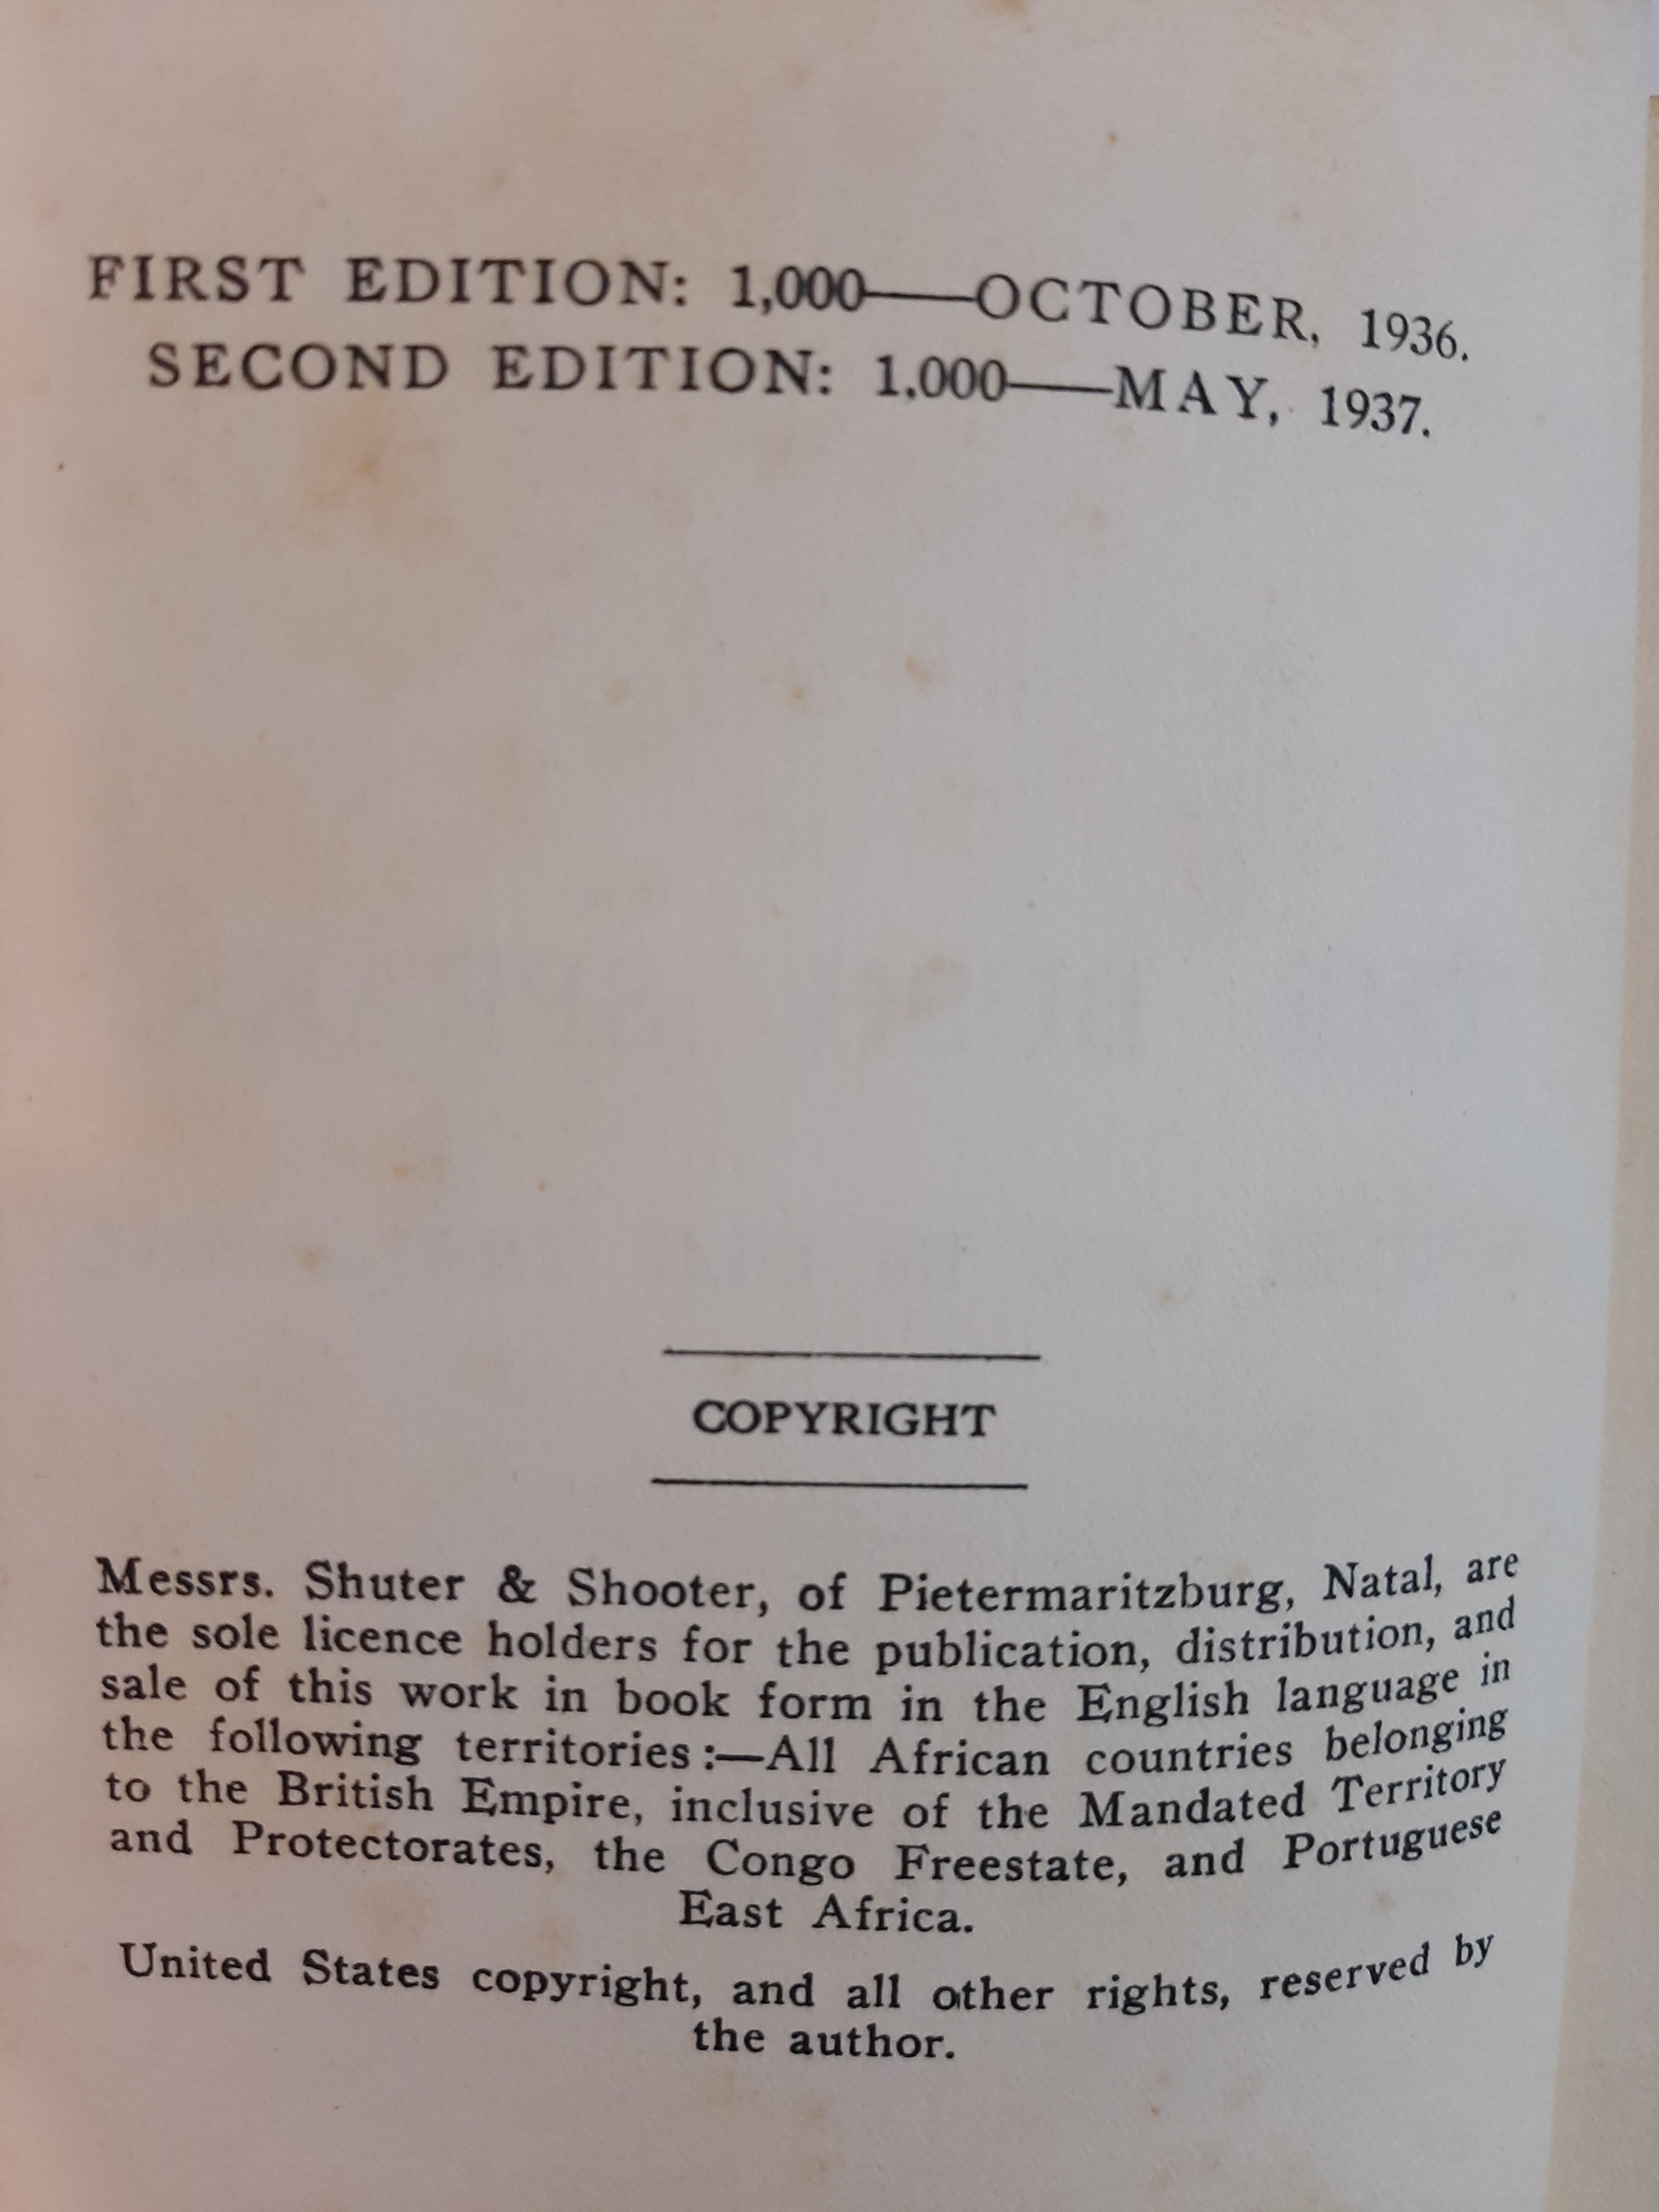 FIRST EDITION: 1,000——OCTOBER, 1936.
SECOND EDITION: 1.000——MAY, 1937.
COPYRIGHT
Messrs. Shuter & Shooter, of Pietermaritzburg, Natal, are
the sole licence holders for the publication, distribution, and
sale of this work in book form in the English language in
the following territories:—All African countries belonging
to the British Empire, inclusive of the Mandated Territory
and Protectorates, the Congo Freestate, and Portuguese
East Africa.
United States copyright, and all other rights, reserved by
the author.